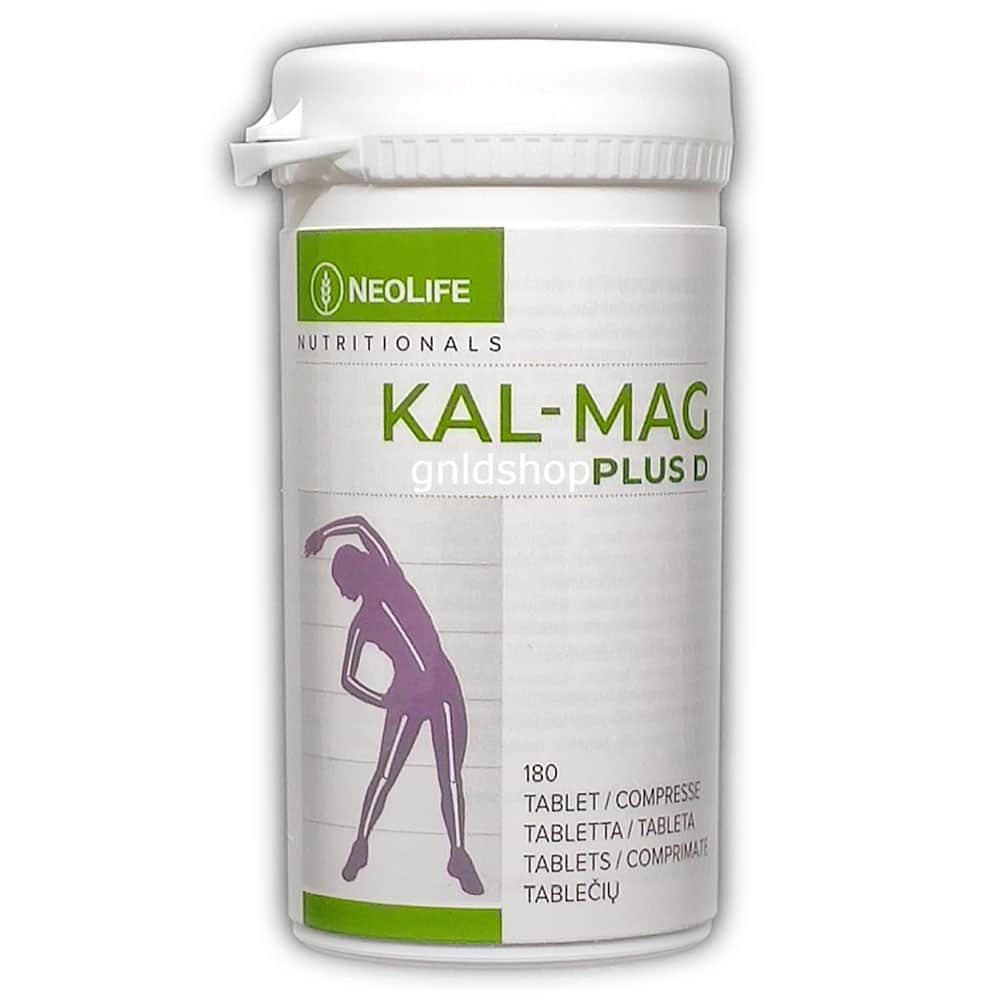 NEOLIFE
NUTRITIONALS
KAL-MAG
gnldshop
PLUS D
180
TABLET / COMPRESSE
TABLETTA / TABLETA
TABLETS / COMPRIMATE
TABLEČIŲ